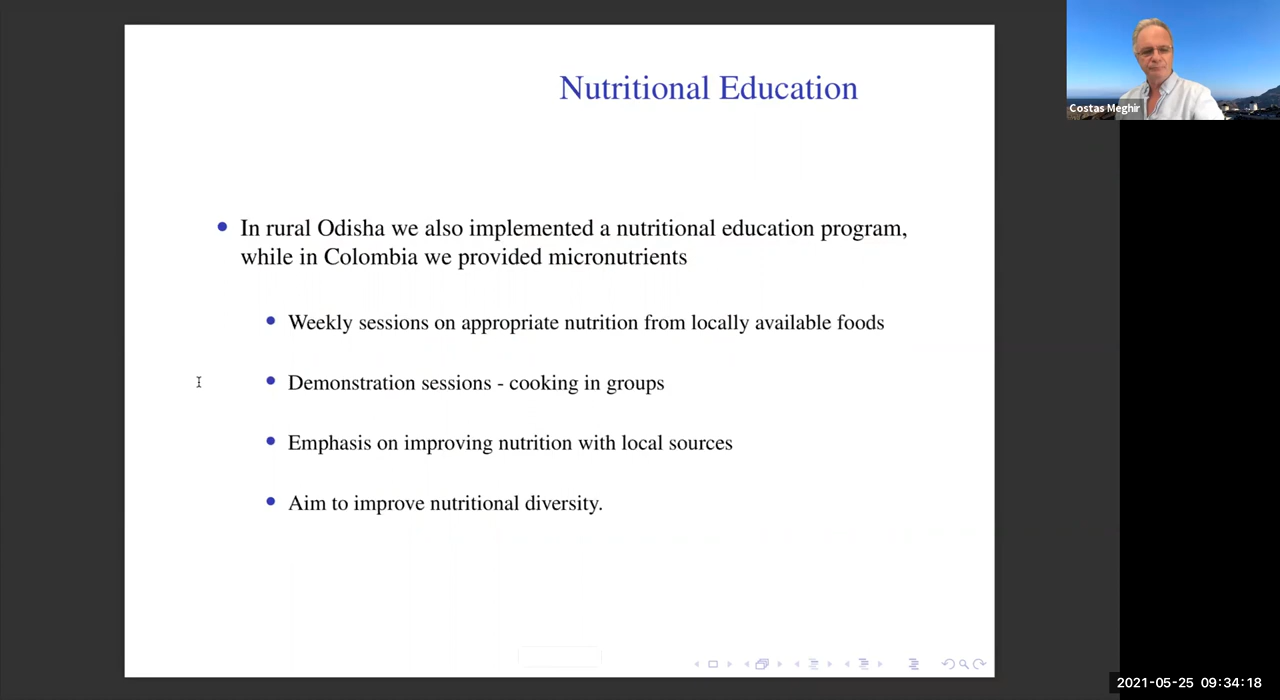 Nutritional Education
Costas Meghir
• In rural Odisha we also implemented a nutritional education program,
while in Colombia we provided micronutrients
• Weekly sessions on appropriate nutrition from locally available foods
• Demonstration sessions - cooking in groups
• Emphasis on improving nutrition with local sources
• Aim to improve nutritional diversity.
2021-05-25 09:34:18